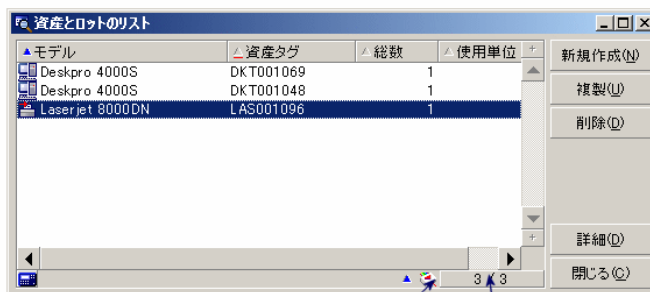 資産とロットのリスト
モデル 資産タグ 総数 使用単位
Deskpro 4000S DKT001069 1
Deskpro 4000S DKT001048 1
Laserjet 8000DN LAS001096 1
新規作成(N)
複製(U)
削除(D)
詳細(D)
閉じる(C)
3 / 3